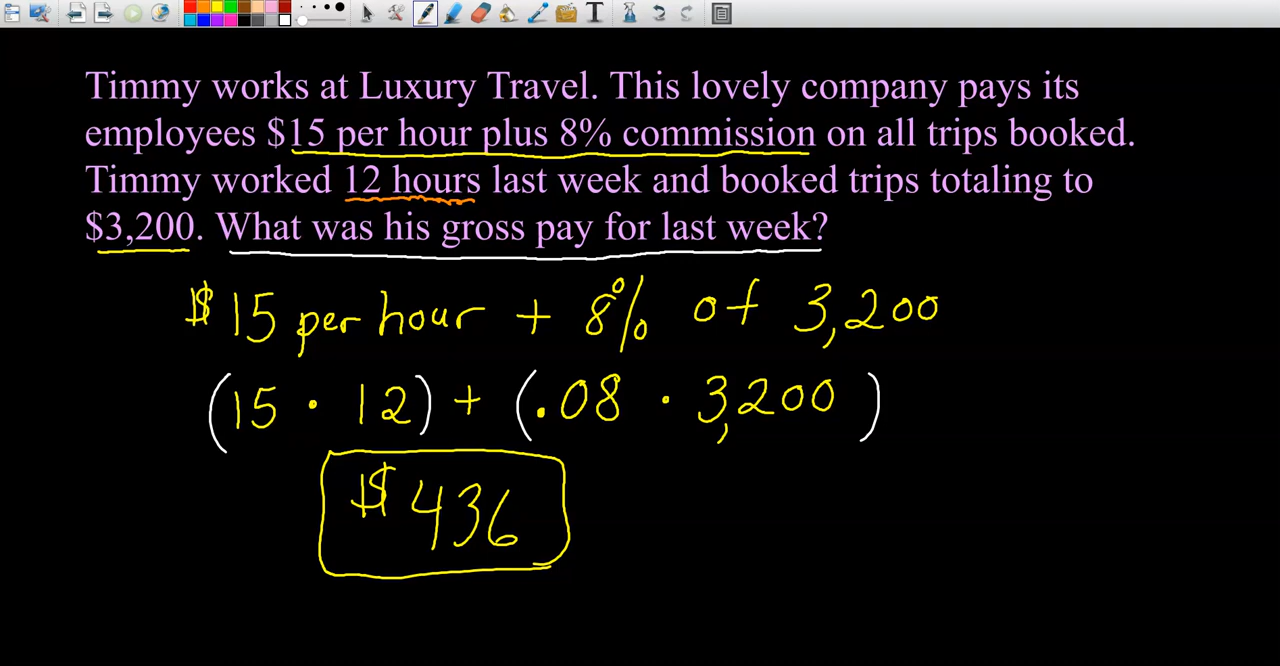 Timmy works at Luxury Travel. This lovely company pays its
employees $15 per hour plus 8% commission on all trips booked.
Timmy worked 12 hours last week and booked trips totaling to
$3,200. What was his gross pay for last week?
$15 per hour + 8% of 3,200
(15 · 12) + (.08 · 3,200)
$436